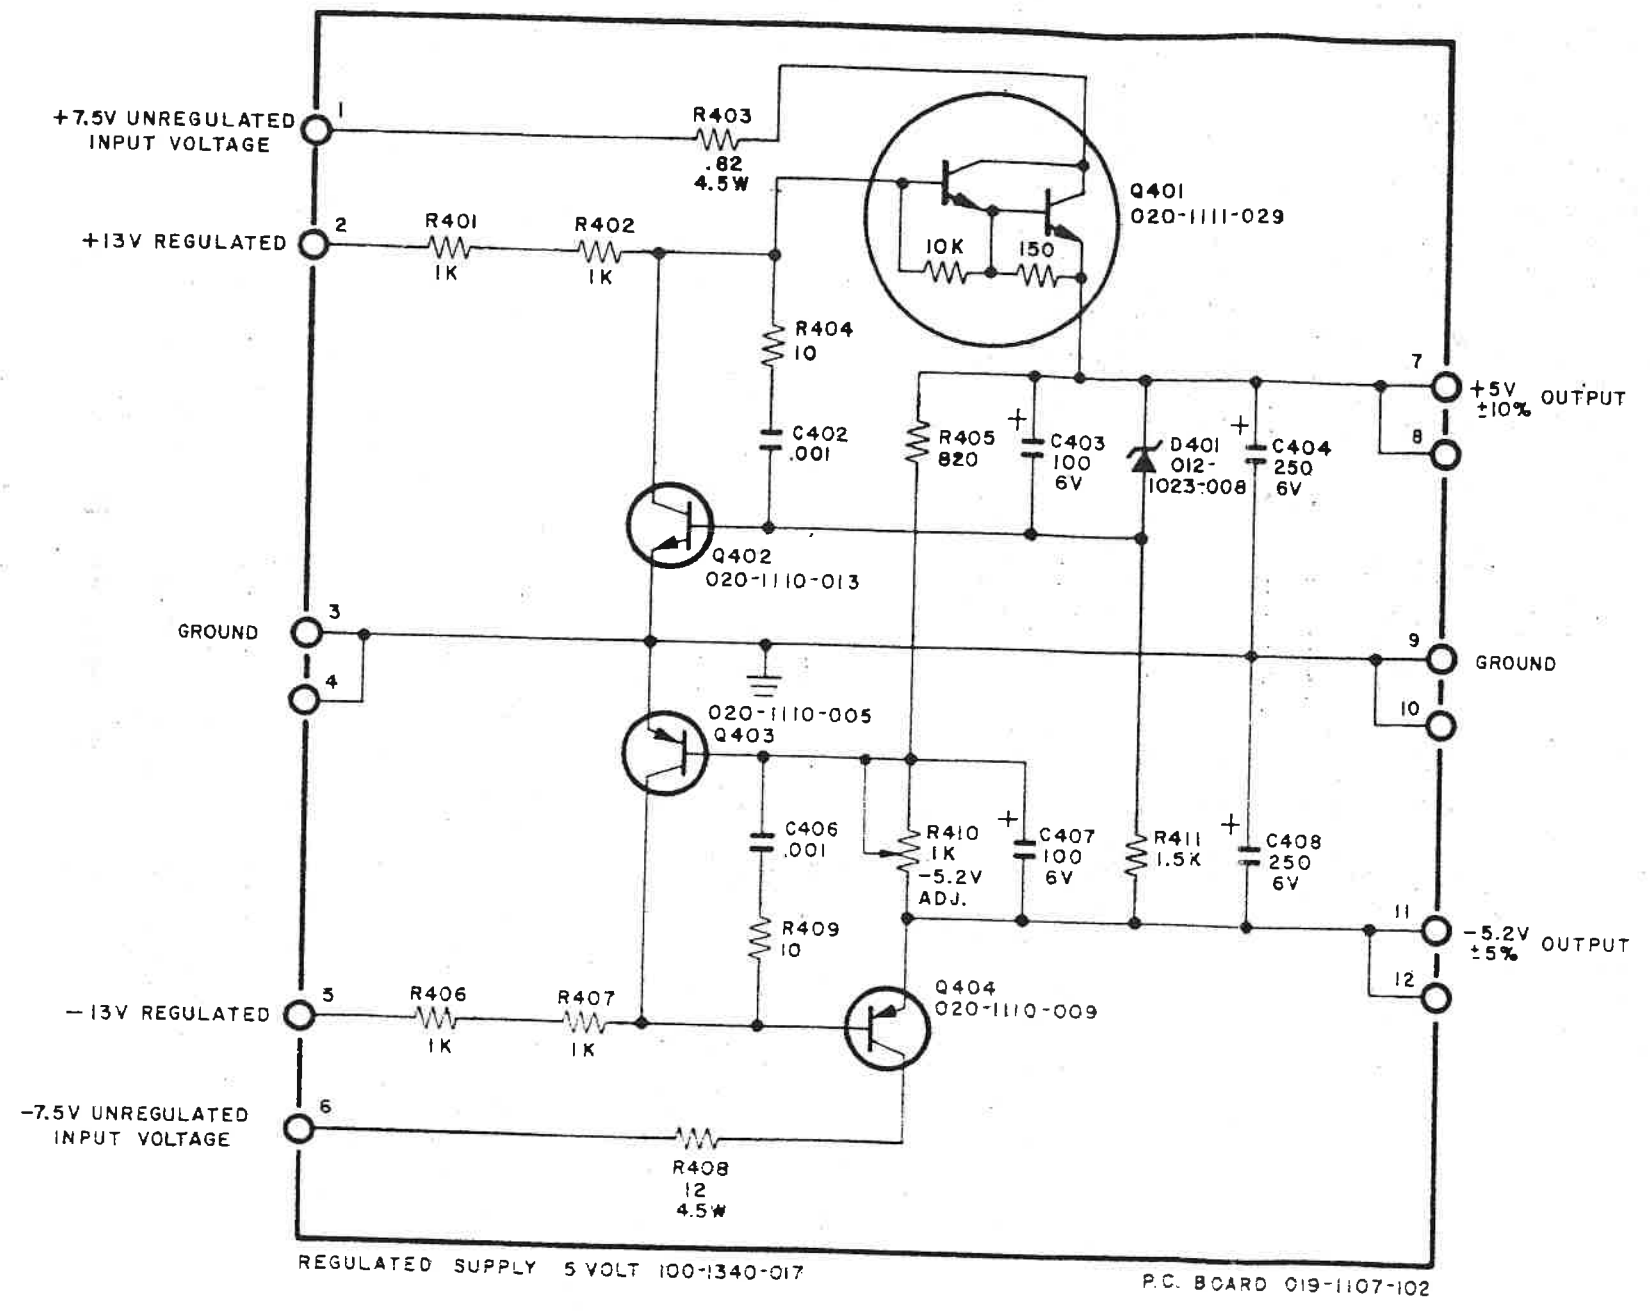 +7.5V UNREGULATED
INPUT VOLTAGE
1
R403
.82
4.5W
+13V REGULATED
2
R401
1K
R402
1K
Q401
020-1111-029
10K
150
R404
10
C402
.001
R405
820
+
C403
100
6V
D401
012-
1023-008
+
C404
250
6V
7
+5V
±10%
OUTPUT
8
Q402
020-1110-013
GROUND
3
4
9
GROUND
10
020-1110-005
Q403
C406
.001
R410
1K
-5.2V
ADJ.
+
C407
100
6V
R411
1.5K
+
C408
250
6V
R409
10
11
-5.2V
±5%
OUTPUT
12
Q404
020-1110-009
-13V REGULATED
5
R406
1K
R407
1K
-7.5V UNREGULATED
INPUT VOLTAGE
6
R408
12
4.5W
REGULATED SUPPLY 5 VOLT 100-1340-017
P.C. BOARD 019-1107-102